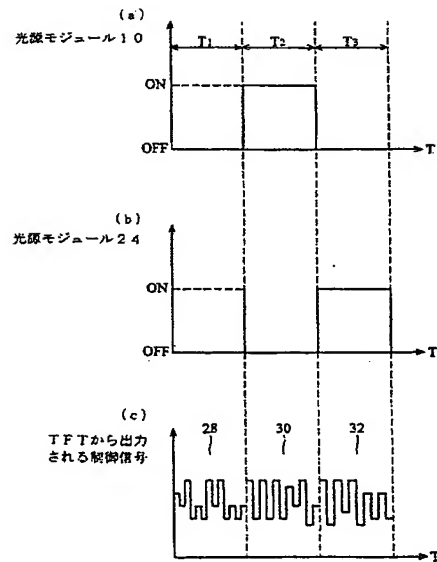 (a)
光源モジュール10
T1
T2
T3
ON
OFF
T
(b)
光源モジュール24
ON
OFF
T
(c)
TFTから出力
される制御信号
28
30
32
T